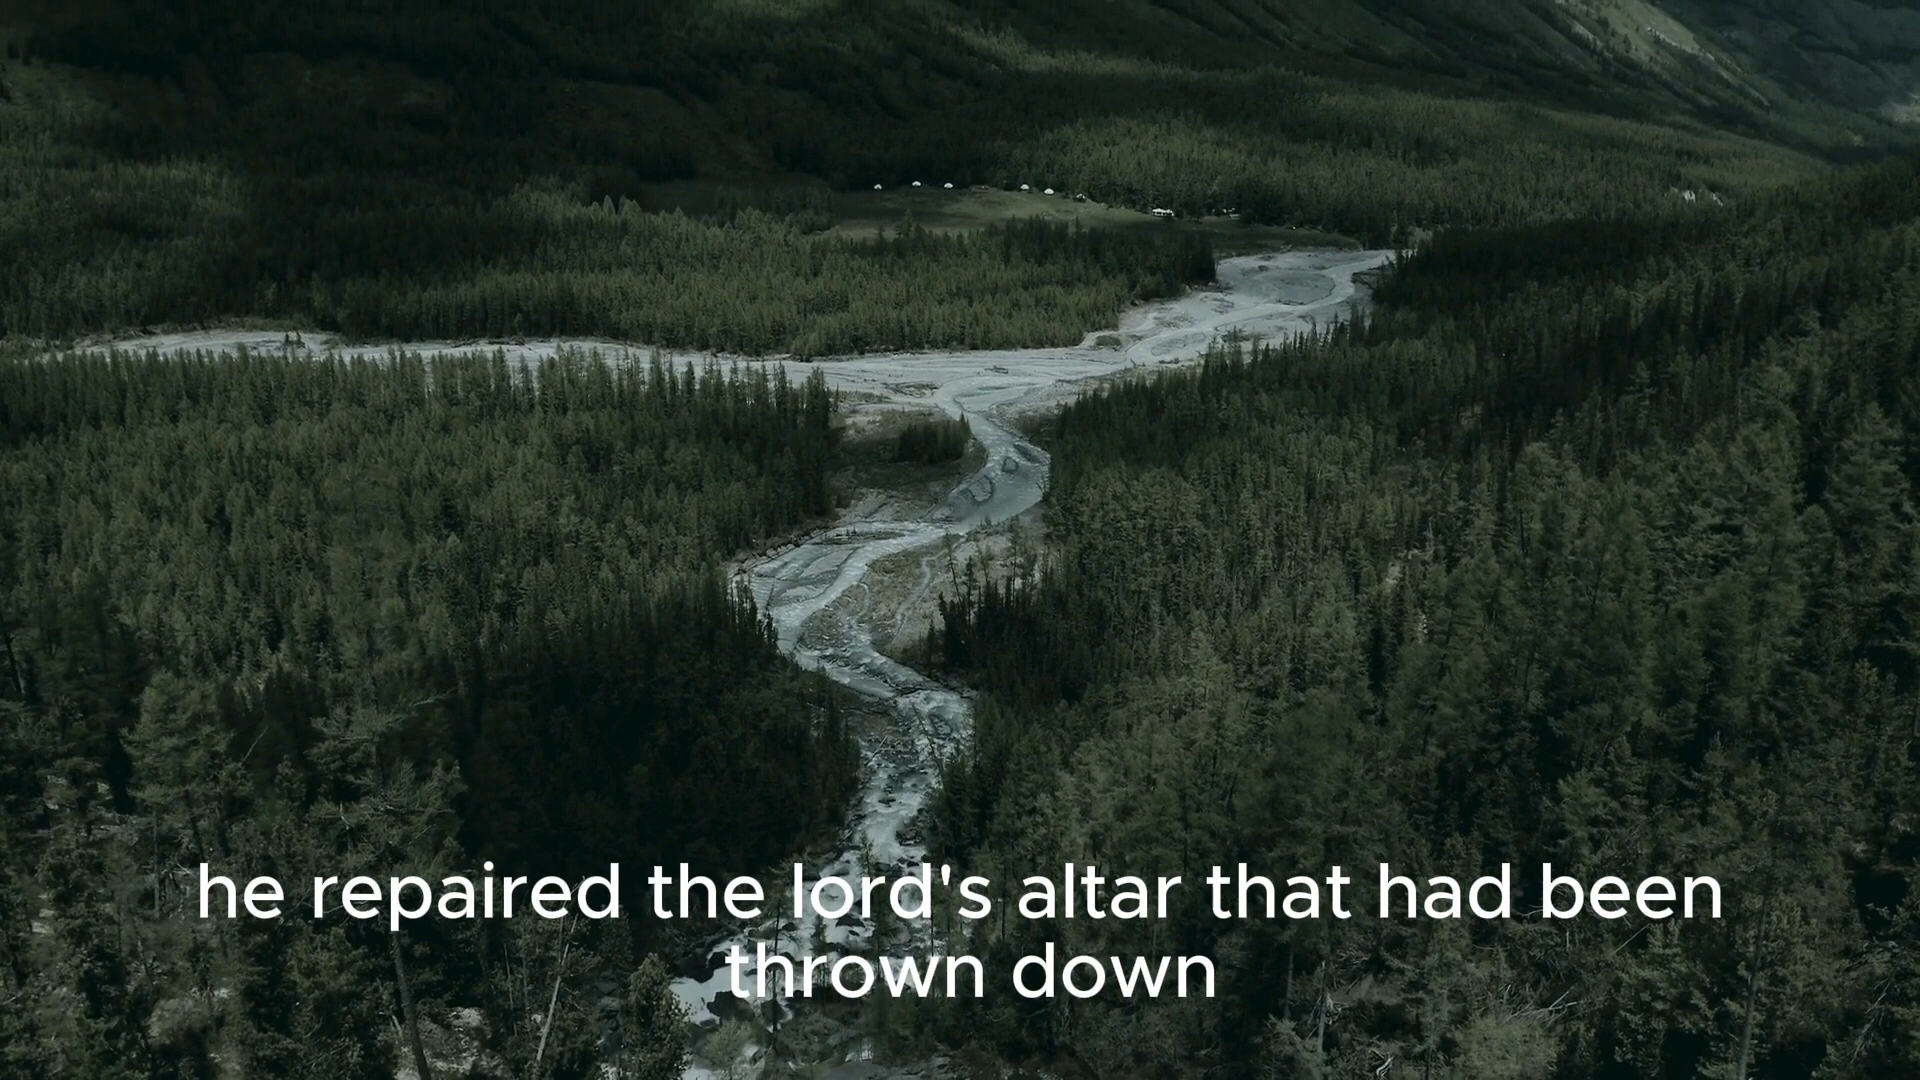 he repaired the lord's altar that had been
thrown down